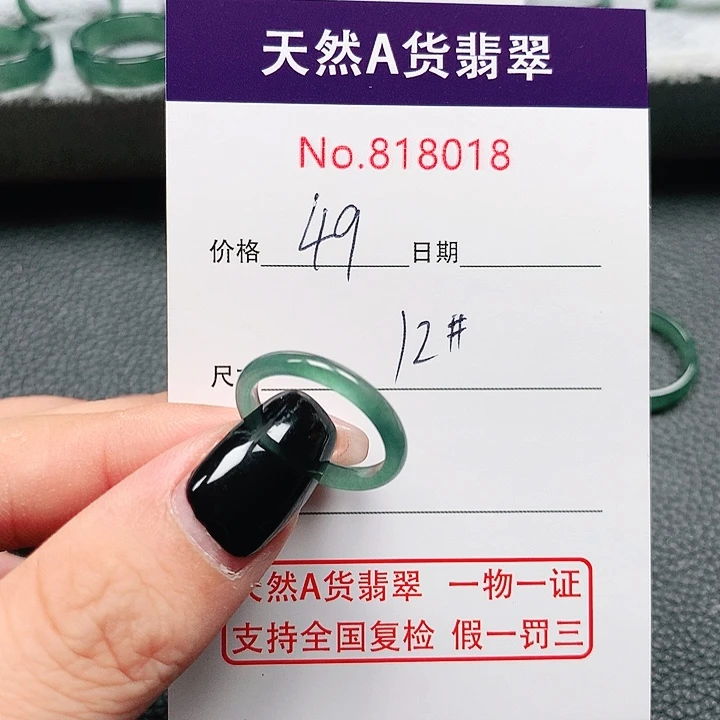 天然A货翡翠
No.818018
价格 49 日期
12#
尺
天然A货翡翠 一物一证
支持全国复检 假一罚三